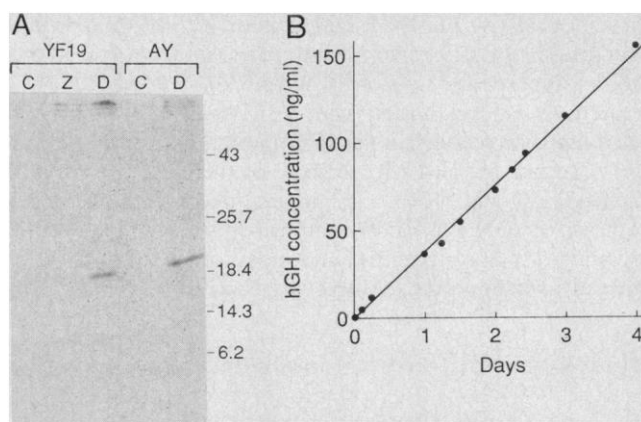 A
YF19 AY
C Z D C D
-43
-25.7
-18.4
-14.3
-6.2
B
hGH concentration (ng/ml)
150
100
50
0
0 1 2 3 4
Days